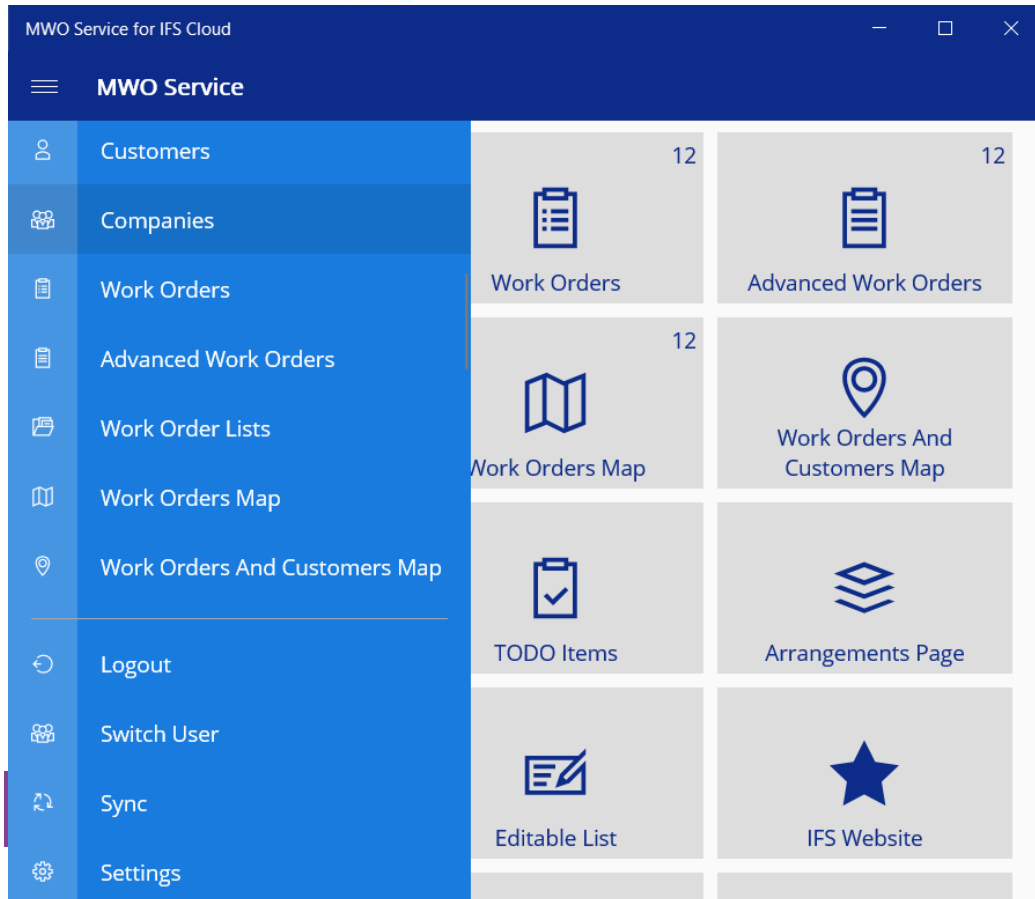 MWO Service for IFS Cloud
MWO Service
Customers
Companies
Work Orders
Advanced Work Orders
Work Order Lists
Work Orders Map
Work Orders And Customers Map
Logout
Switch User
Sync
Settings
12
Work Orders
12
Advanced Work Orders
12
Work Orders Map
Work Orders And
Customers Map
TODO Items
Arrangements Page
Editable List
IFS Website